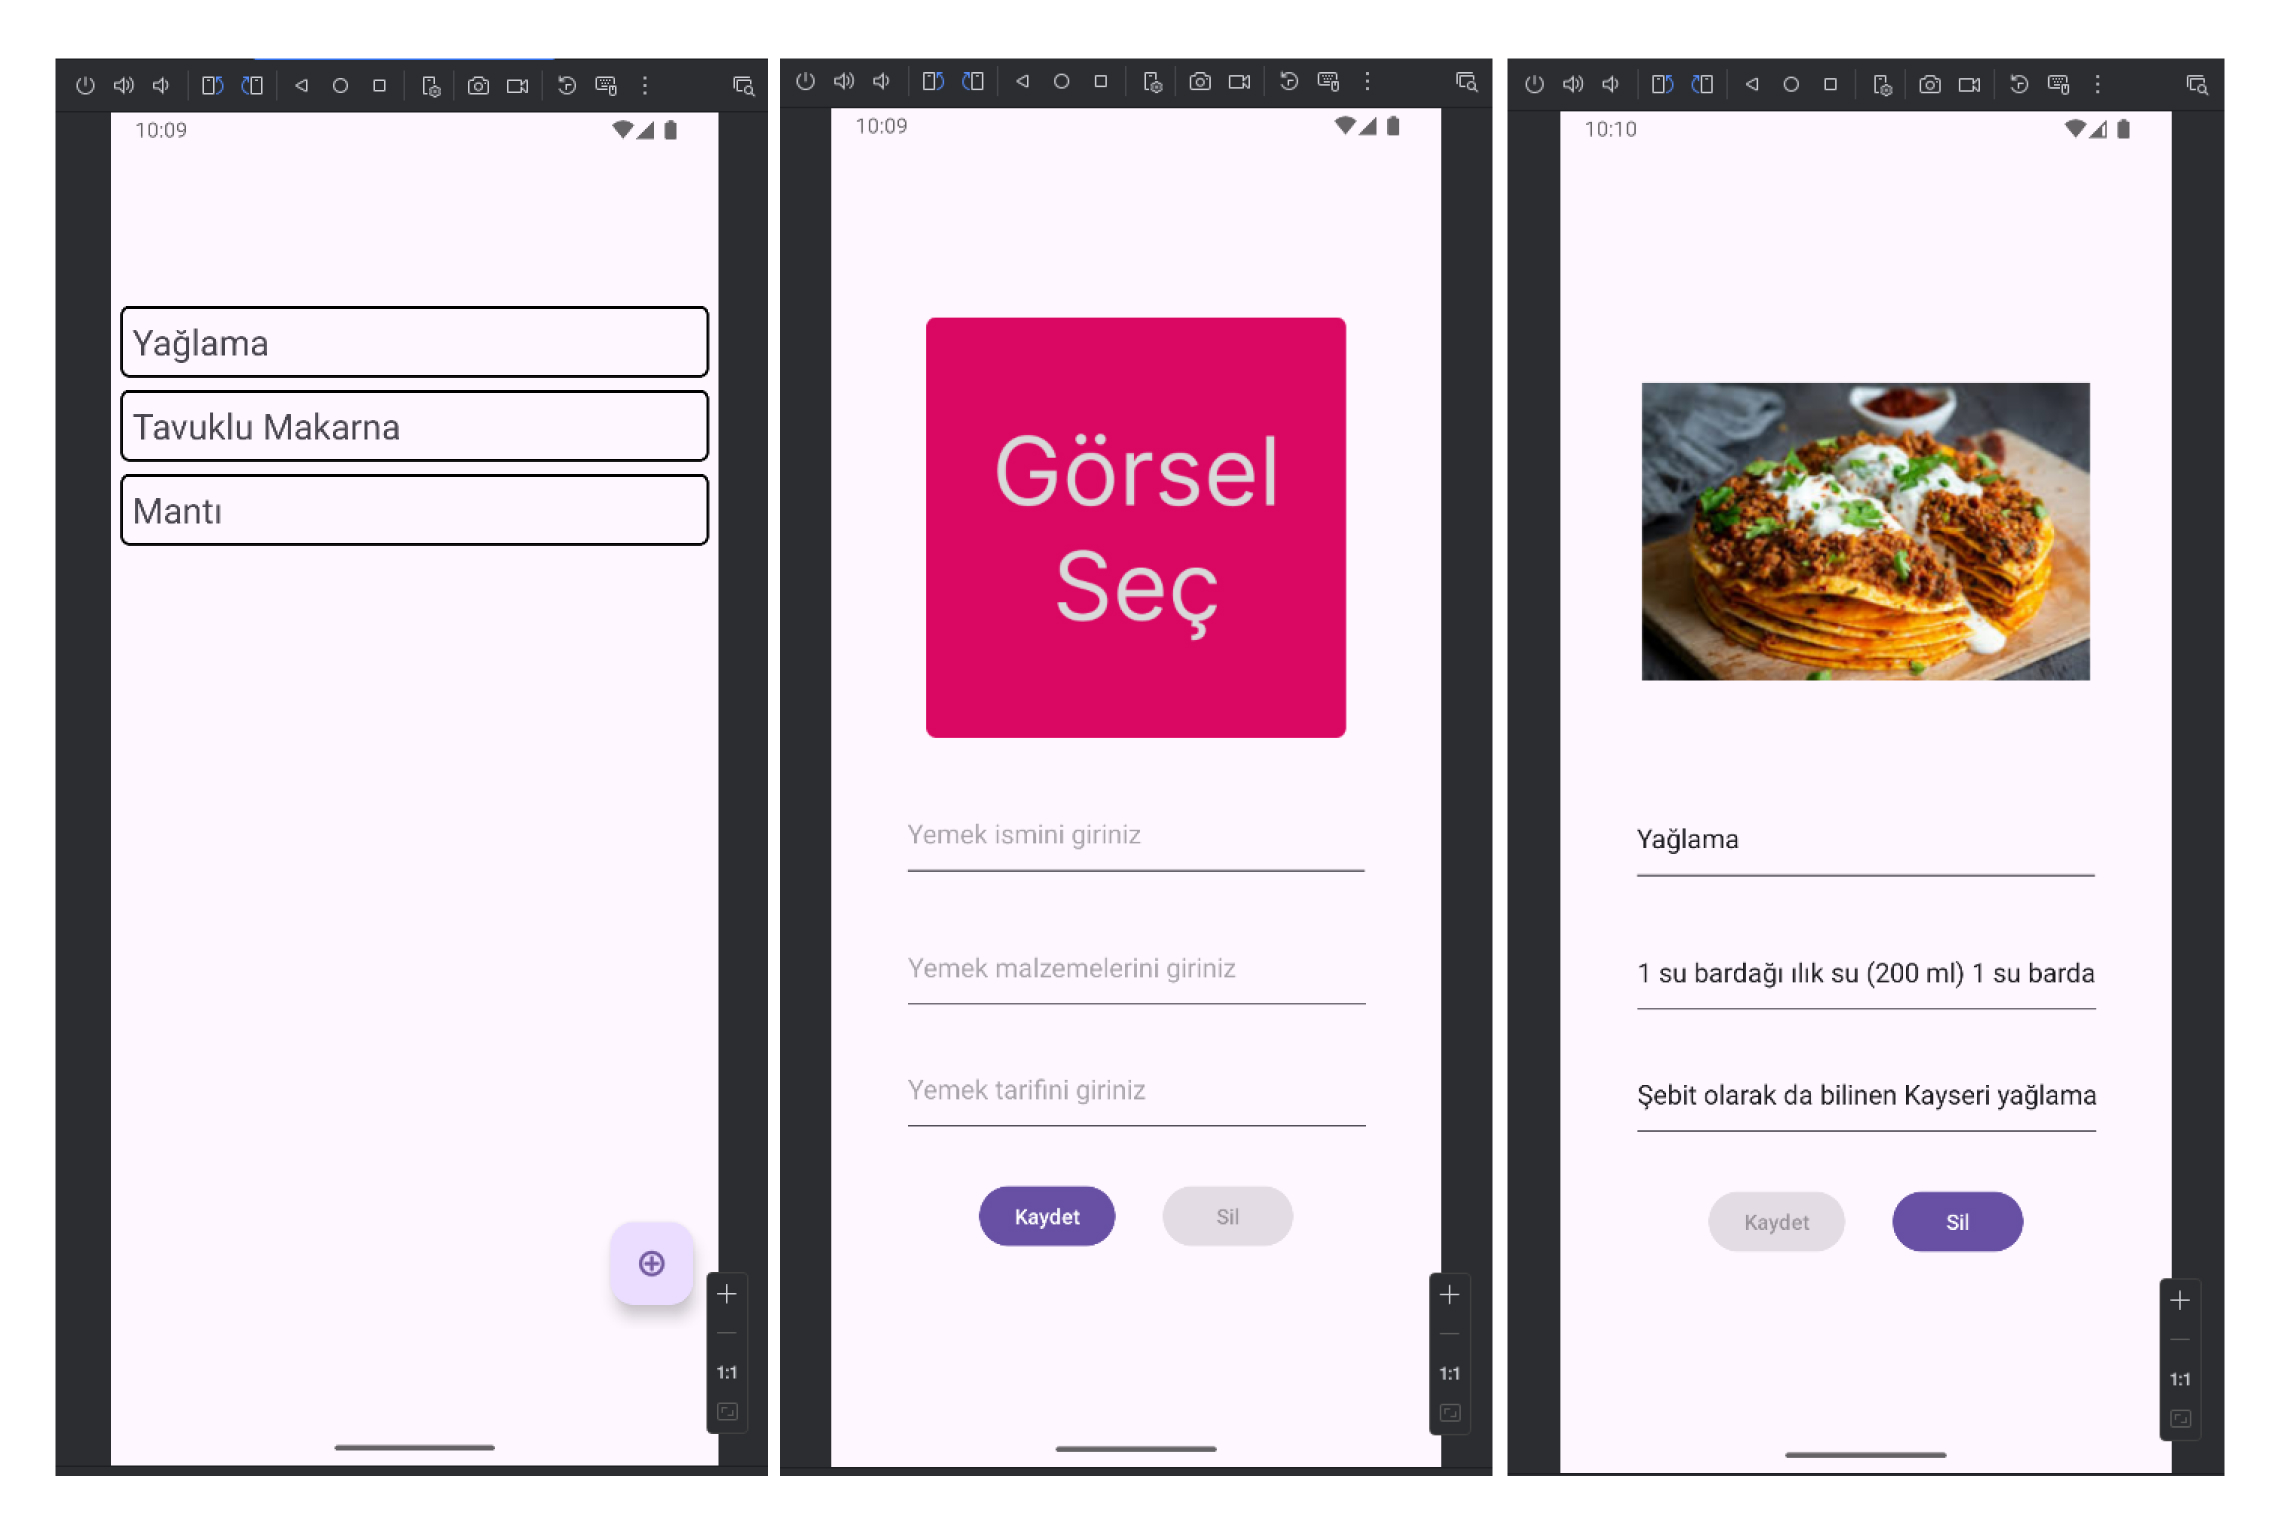 10:09
Yağlama
Tavuklu Makarna
Mantı
1:1
10:09
Görsel
Seç
Yemek ismini giriniz
Yemek malzemelerini giriniz
Yemek tarifini giriniz
Kaydet
Sil
1:1
10:10
Yağlama
1 su bardağı ılık su (200 ml) 1 su barda
Şebit olarak da bilinen Kayseri yağlama
Kaydet
Sil
1:1